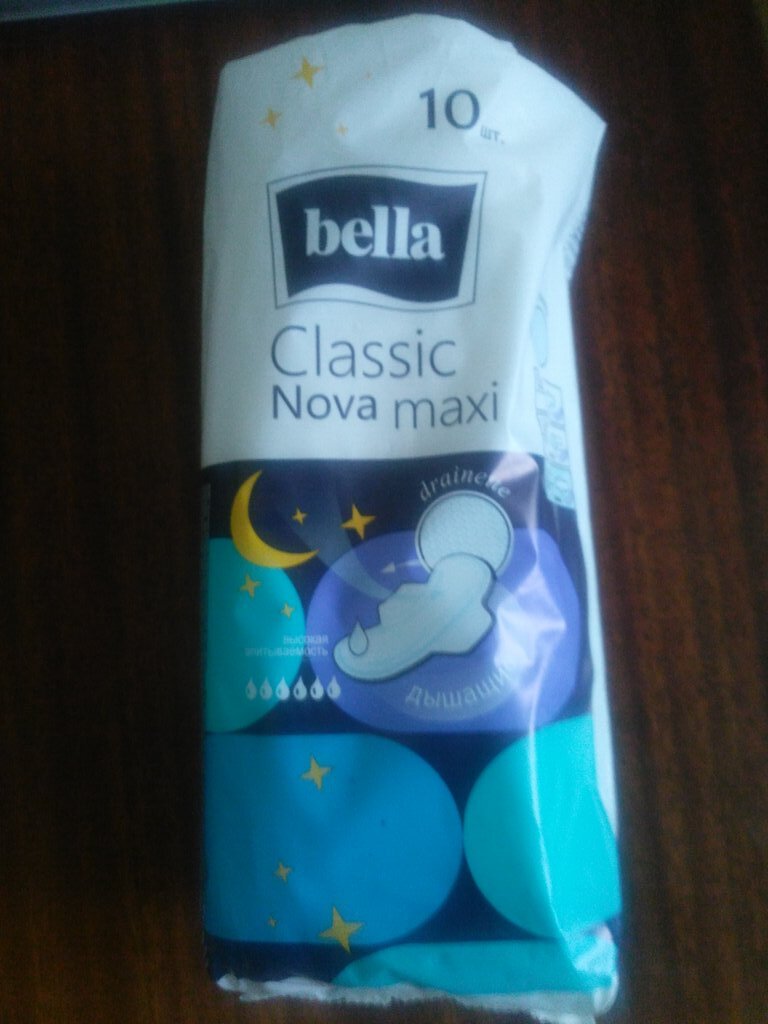 10 шт.
bella
Classic
Nova maxi
drainette
высокая
впитываемость
дышащие